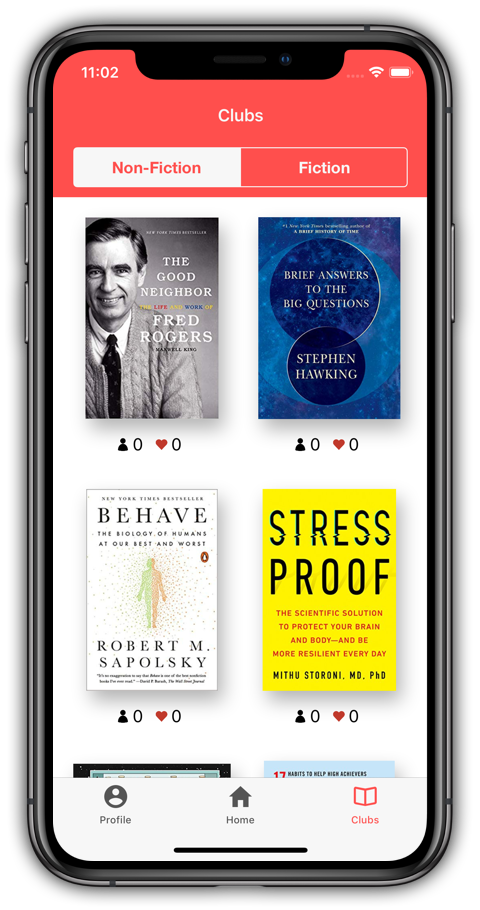 11:02
Clubs
Non-Fiction
Fiction
NEW YORK TIMES BESTSELLER
THE
GOOD
NEIGHBOR
THE LIFE AND WORK OF
FRED
ROGERS
MAXWELL KING
#1 New York Times bestselling author of
A BRIEF HISTORY OF TIME
BRIEF ANSWERS
TO THE
BIG QUESTIONS
STEPHEN
HAWKING
0 0
0 0
NEW YORK TIMES BESTSELLER
BEHAVE
THE BIOLOGY OF HUMANS
AT OUR BEST AND WORST
ROBERT M.
SAPOLSKY
"It's no exaggeration to say that Behave is one of the best nonfiction
books I've ever read." —David P. Barash, The Wall Street Journal
STRESS
PROOF
THE SCIENTIFIC SOLUTION
TO PROTECT YOUR BRAIN
AND BODY—AND BE
MORE RESILIENT EVERY DAY
MITHU STORONI, MD, PhD
0 0
0 0
17 HABITS TO HELP HIGH ACHIEVERS
Profile
Home
Clubs